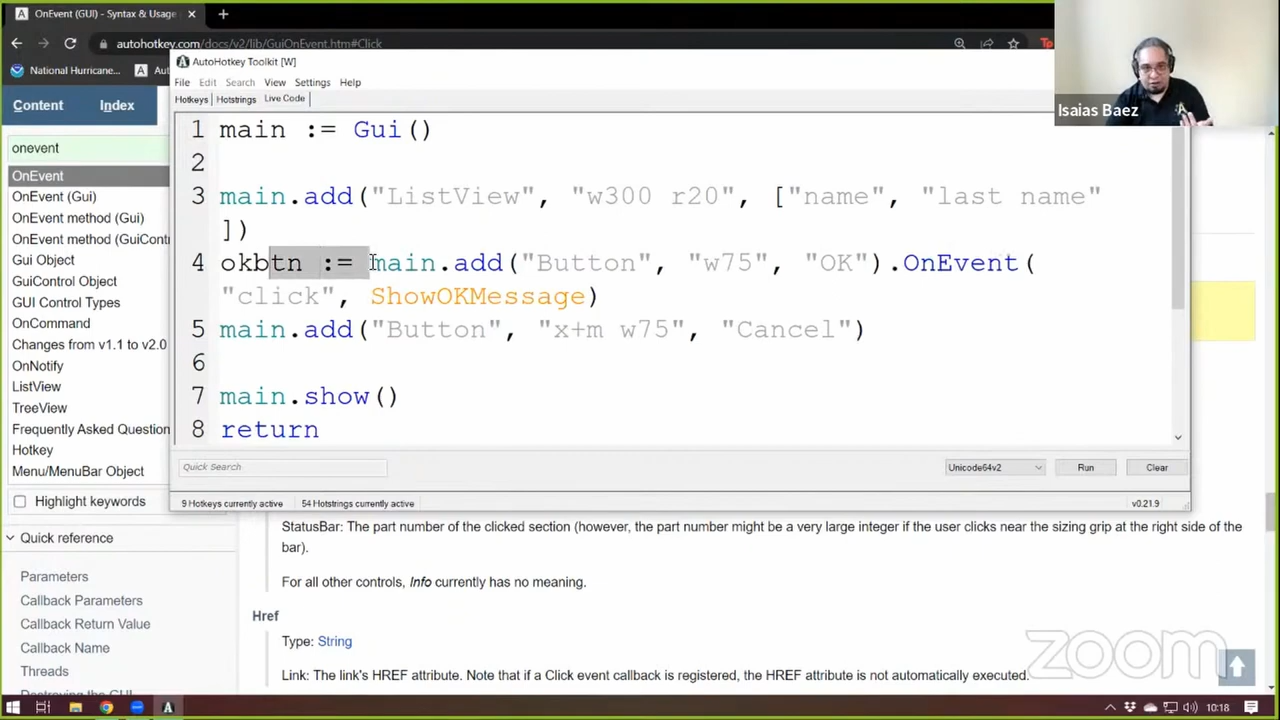 OnEvent (GUI) - Syntax & Usage
autohotkey.com/docs/v2/lib/GuiOnEvent.htm#Click
National Hurricane...
Content
Index
onevent
OnEvent
OnEvent (Gui)
OnEvent method (Gui)
OnEvent method (GuiCont
Gui Object
GuiControl Object
GUI Control Types
OnCommand
Changes from v1.1 to v2.0
OnNotify
ListView
TreeView
Frequently Asked Question
Hotkey
Menu/MenuBar Object
Highlight keywords
Quick reference
Parameters
Callback Parameters
Callback Return Value
Callback Name
Threads
Destroying the GUI
AutoHotkey Toolkit [W]
File Edit Search View Settings Help
Hotkeys Hotstrings Live Code
1 main := Gui()
2
3 main.add("ListView", "w300 r20", ["name", "last name"
])
4 okbtn := main.add("Button", "w75", "OK").OnEvent(
"click", ShowOKMessage)
5 main.add("Button", "x+m w75", "Cancel")
6
7 main.show()
8 return
Quick Search
Unicode64v2
Run
Clear
9 Hotkeys currently active
54 Hotstrings currently active
v0.21.9
StatusBar: The part number of the clicked section (however, the part number might be a very large integer if the user clicks near the sizing grip at the right side of the
bar).
For all other controls, Info currently has no meaning.
Href
Type: String
Link: The link's HREF attribute. Note that if a Click event callback is registered, the HREF attribute is not automatically executed.
Isaias Baez
zoom
10:18